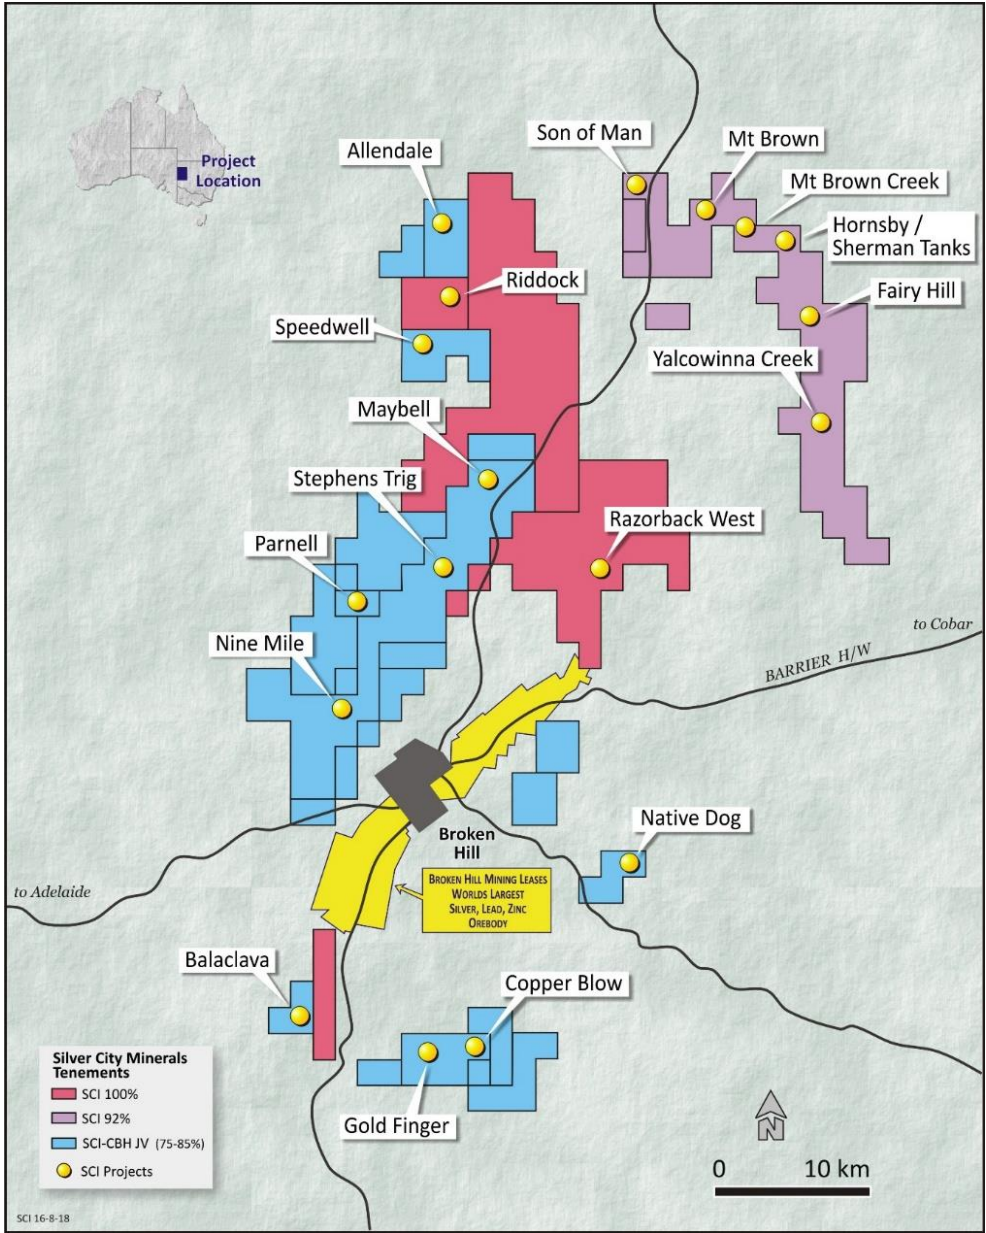 Project
Location
Allendale
Son of Man
Mt Brown
Mt Brown Creek
Hornsby /
Sherman Tanks
Riddock
Fairy Hill
Speedwell
Yalcowinna Creek
Maybell
Stephens Trig
Razorback West
Parnell
to Cobar
Nine Mile
BARRIER H/W
Native Dog
Broken
Hill
to Adelaide
BROKEN HILL MINING LEASES
WORLDS LARGEST
SILVER, LEAD, ZINC
OREBODY
Balaclava
Copper Blow
Gold Finger
Silver City Minerals
Tenements
SCI 100%
SCI 92%
SCI-CBH JV (75-85%)
SCI Projects
N
0 10 km
SCI 16-8-18